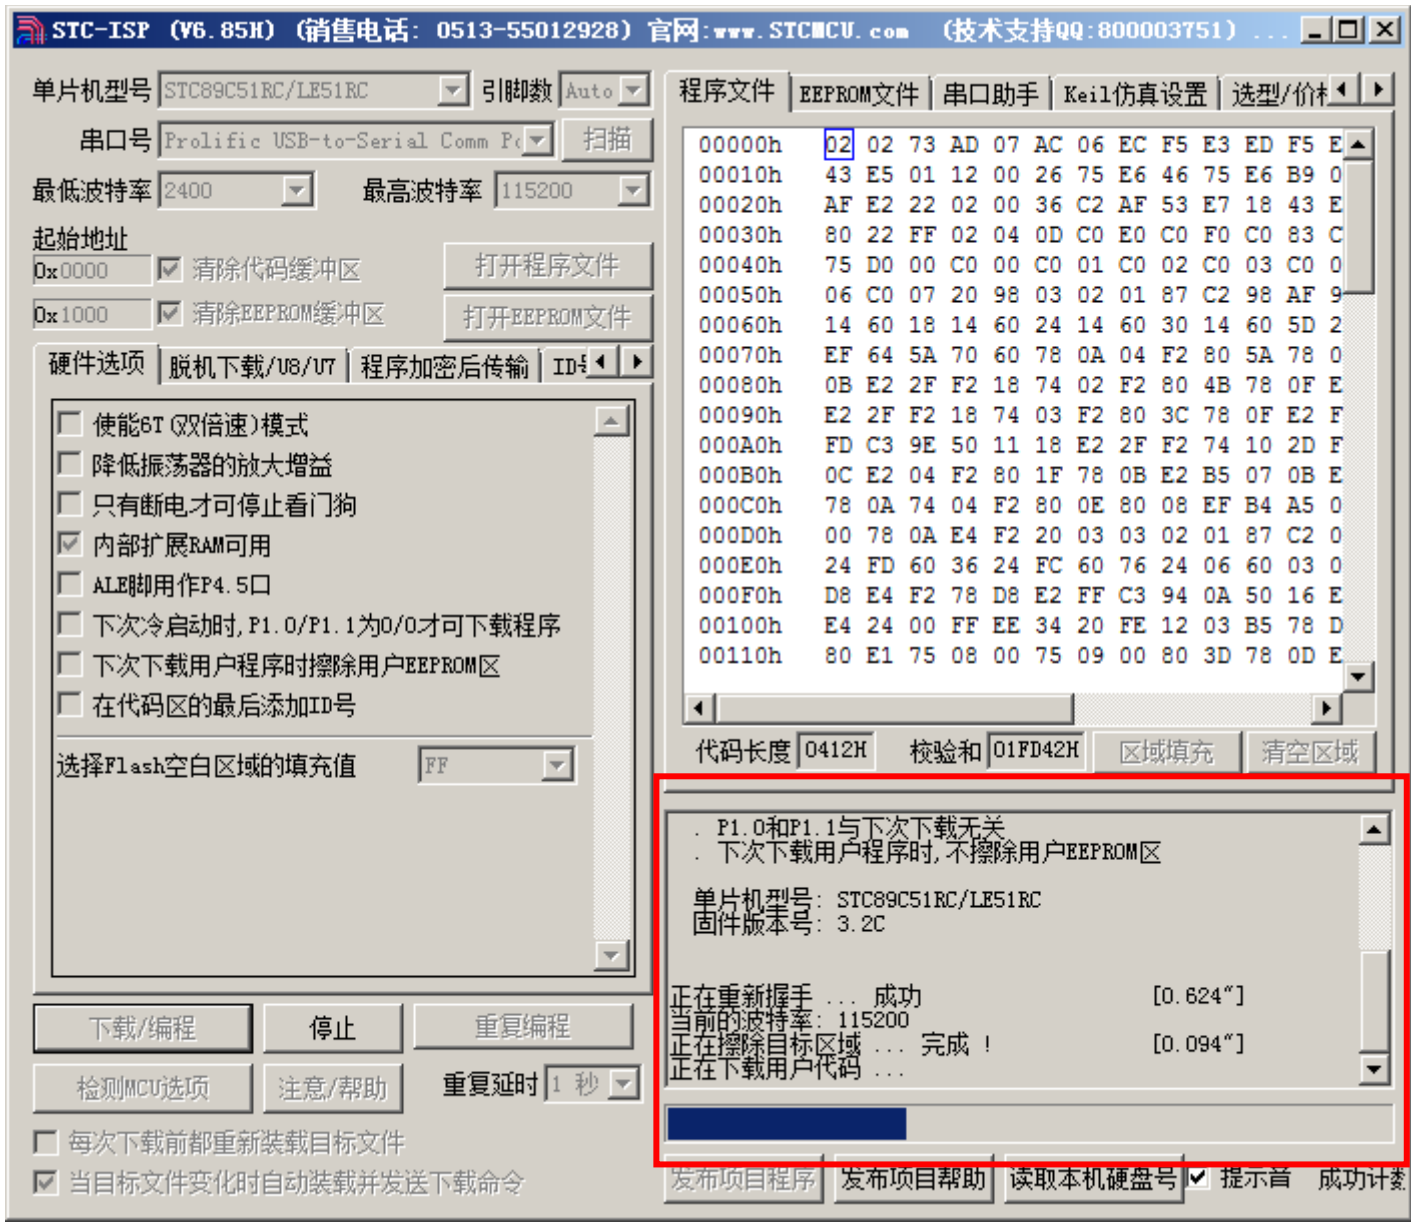 STC-ISP (V6.85H) (销售电话: 0513-55012928) 官网:www.STCMCU.com (技术支持QQ:800003751) ...
单片机型号 STC89C51RC/LE51RC 引脚数 Auto
串口号 Prolific USB-to-Serial Comm Po 扫描
最低波特率 2400 最高波特率 115200
起始地址
0x0000 清除代码缓冲区 打开程序文件
0x1000 清除EEPROM缓冲区 打开EEPROM文件
硬件选项 脱机下载/U8/U7 程序加密后传输 ID号
使能6T(双倍速)模式
降低振荡器的放大增益
只有断电才可停止看门狗
内部扩展RAM可用
ALE脚用作P4.5口
下次冷启动时,P1.0/P1.1为0/0才可下载程序
下次下载用户程序时擦除用户EEPROM区
在代码区的最后添加ID号
选择Flash空白区域的填充值 FF
下载/编程 停止 重复编程
检测MCU选项 注意/帮助 重复延时 1 秒
每次下载前都重新装载目标文件
当目标文件变化时自动装载并发送下载命令
程序文件 EEPROM文件 串口助手 Keil仿真设置 选型/价格
00000h 02 02 73 AD 07 AC 06 EC F5 E3 ED F5 E
00010h 43 E5 01 12 00 26 75 E6 46 75 E6 B9 0
00020h AF E2 22 02 00 36 C2 AF 53 E7 18 43 E
00030h 80 22 FF 02 04 0D C0 E0 C0 F0 C0 83 C
00040h 75 D0 00 C0 00 C0 01 C0 02 C0 03 C0 0
00050h 06 C0 07 20 98 03 02 01 87 C2 98 AF 9
00060h 14 60 18 14 60 24 14 60 30 14 60 5D 2
00070h EF 64 5A 70 60 78 0A 04 F2 80 5A 78 0
00080h 0B E2 2F F2 18 74 02 F2 80 4B 78 0F E
00090h E2 2F F2 18 74 03 F2 80 3C 78 0F E2 F
000A0h FD C3 9E 50 11 18 E2 2F F2 74 10 2D F
000B0h 0C E2 04 F2 80 1F 78 0B E2 B5 07 0B E
000C0h 78 0A 74 04 F2 80 0E 80 08 EF B4 A5 0
000D0h 00 78 0A E4 F2 20 03 03 02 01 87 C2 0
000E0h 24 FD 60 36 24 FC 60 76 24 06 60 03 0
000F0h D8 E4 F2 78 D8 E2 FF C3 94 0A 50 16 E
00100h E4 24 00 FF EE 34 20 FE 12 03 B5 78 D
00110h 80 E1 75 08 00 75 09 00 80 3D 78 0D E
代码长度 0412H 校验和 01FD42H 区域填充 清空区域
. P1.0和P1.1与下次下载无关
. 下次下载用户程序时,不擦除用户EEPROM区
单片机型号: STC89C51RC/LE51RC
固件版本号: 3.2C
正在重新握手 ... 成功 [0.624"]
当前的波特率: 115200
正在擦除目标区域 ... 完成 ! [0.094"]
正在下载用户代码 ...
发布项目程序 发布项目帮助 读取本机硬盘号 提示音 成功计数